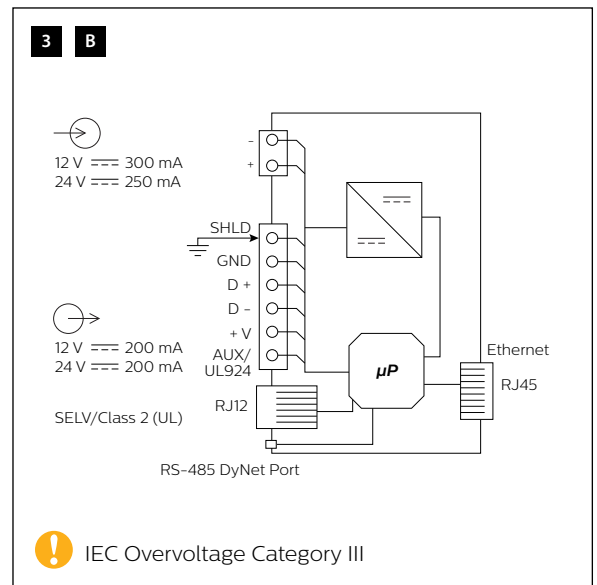 3 B
12 V ⎓ 300 mA
24 V ⎓ 250 mA
-
+
SHLD
GND
D +
D -
+ V
AUX/
UL924
12 V ⎓ 200 mA
24 V ⎓ 200 mA
SELV/Class 2 (UL)
RJ12
µP
Ethernet
RJ45
RS-485 DyNet Port
! IEC Overvoltage Category III